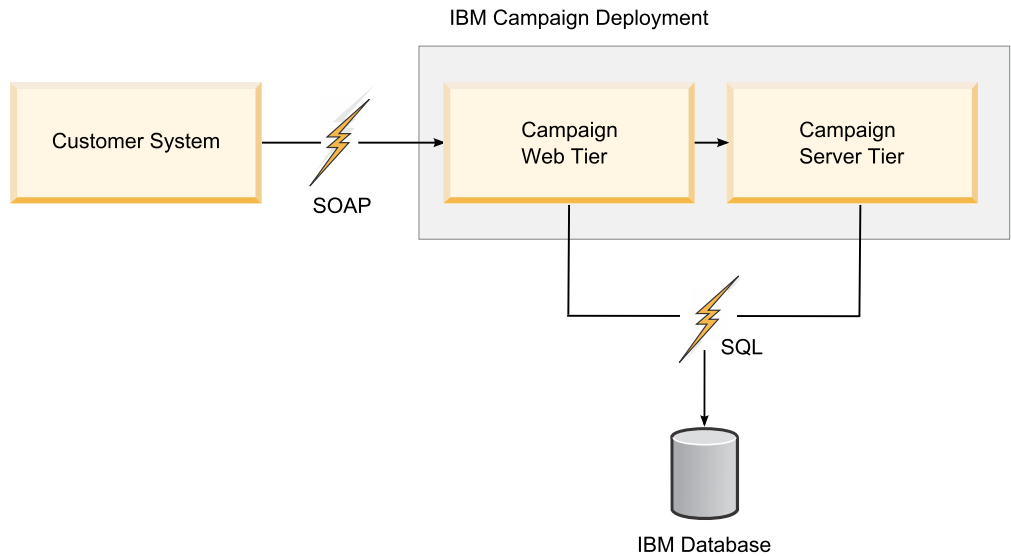 IBM Campaign Deployment
Customer System
SOAP
Campaign
Web Tier
Campaign
Server Tier
SQL
IBM Database